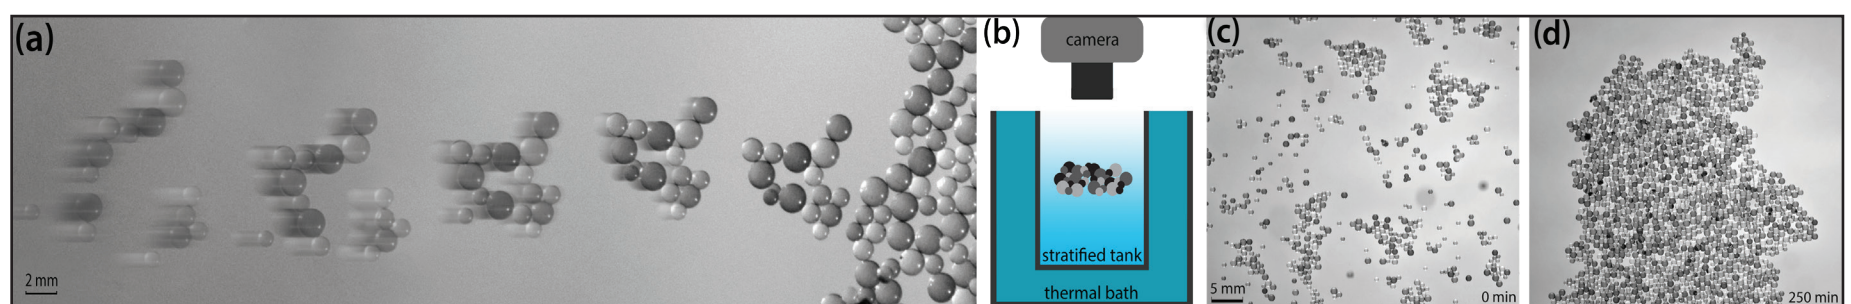 (a)
2 mm
(b)
camera
stratified tank
thermal bath
(c)
5 mm
0 min
(d)
250 min